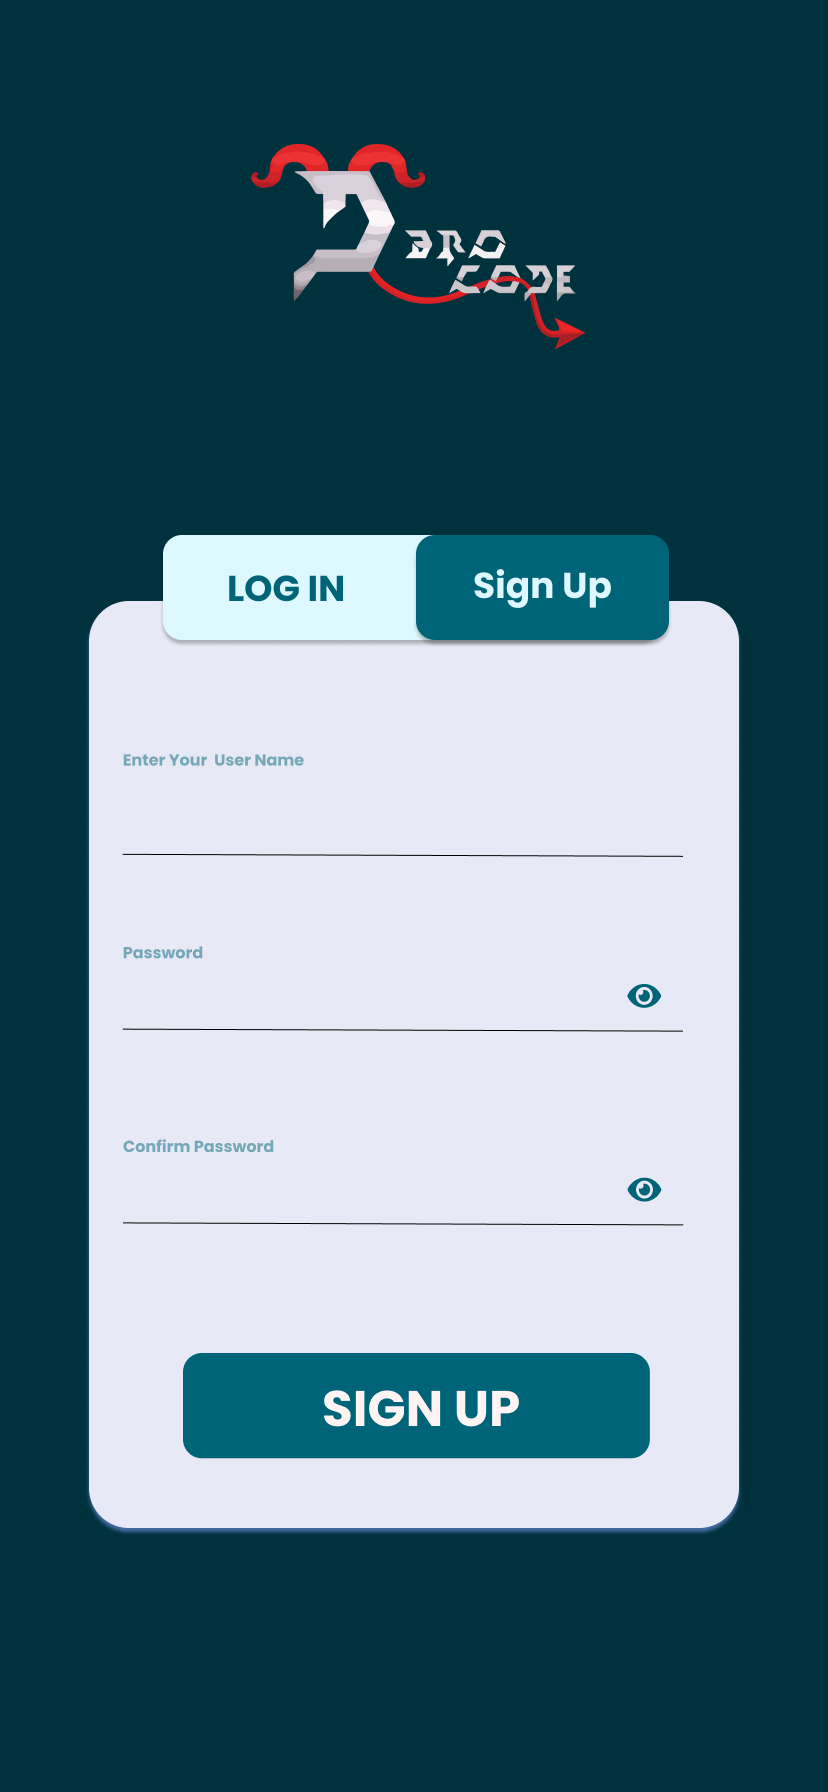 D BRO
CODE
LOG IN
Sign Up
Enter Your  User Name
Password
Confirm Password
SIGN UP